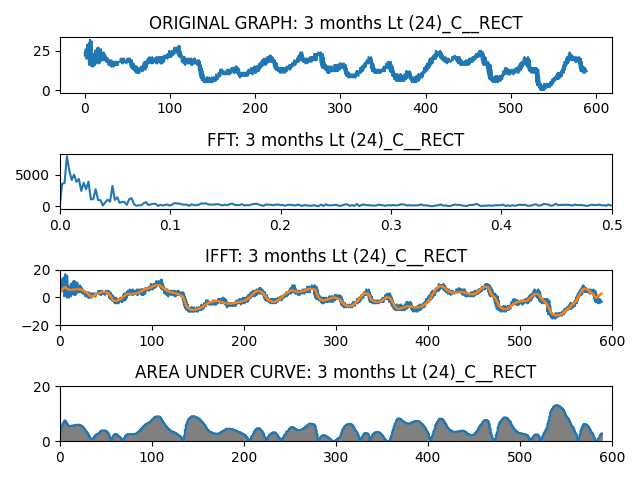 ORIGINAL GRAPH: 3 months Lt (24)_C__RECT
25
0
0 100 200 300 400 500 600
FFT: 3 months Lt (24)_C__RECT
5000
0
0.0 0.1 0.2 0.3 0.4 0.5
IFFT: 3 months Lt (24)_C__RECT
20
0
−20
0 100 200 300 400 500 600
AREA UNDER CURVE: 3 months Lt (24)_C__RECT
20
0
0 100 200 300 400 500 600